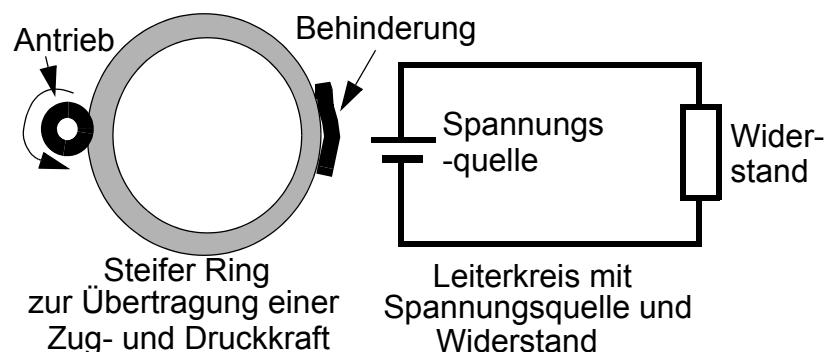 Antrieb
Behinderung
Spannungs
-quelle
Wider-
stand
Steifer Ring
zur Übertragung einer
Zug- und Druckkraft
Leiterkreis mit
Spannungsquelle und
Widerstand